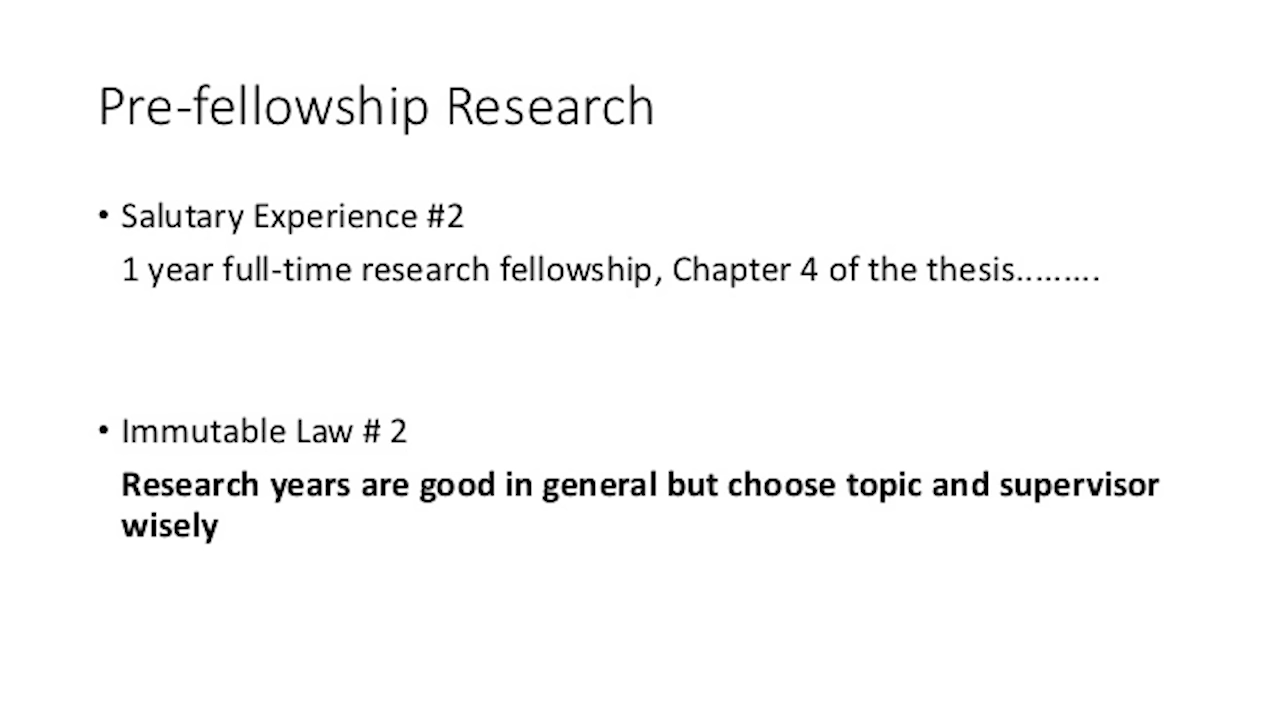 Pre-fellowship Research
• Salutary Experience #2
1 year full-time research fellowship, Chapter 4 of the thesis.........
• Immutable Law # 2
Research years are good in general but choose topic and supervisor
wisely